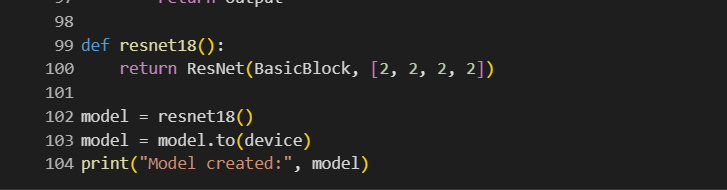 97 return output
98
99 def resnet18():
100 return ResNet(BasicBlock, [2, 2, 2, 2])
101
102 model = resnet18()
103 model = model.to(device)
104 print("Model created:", model)